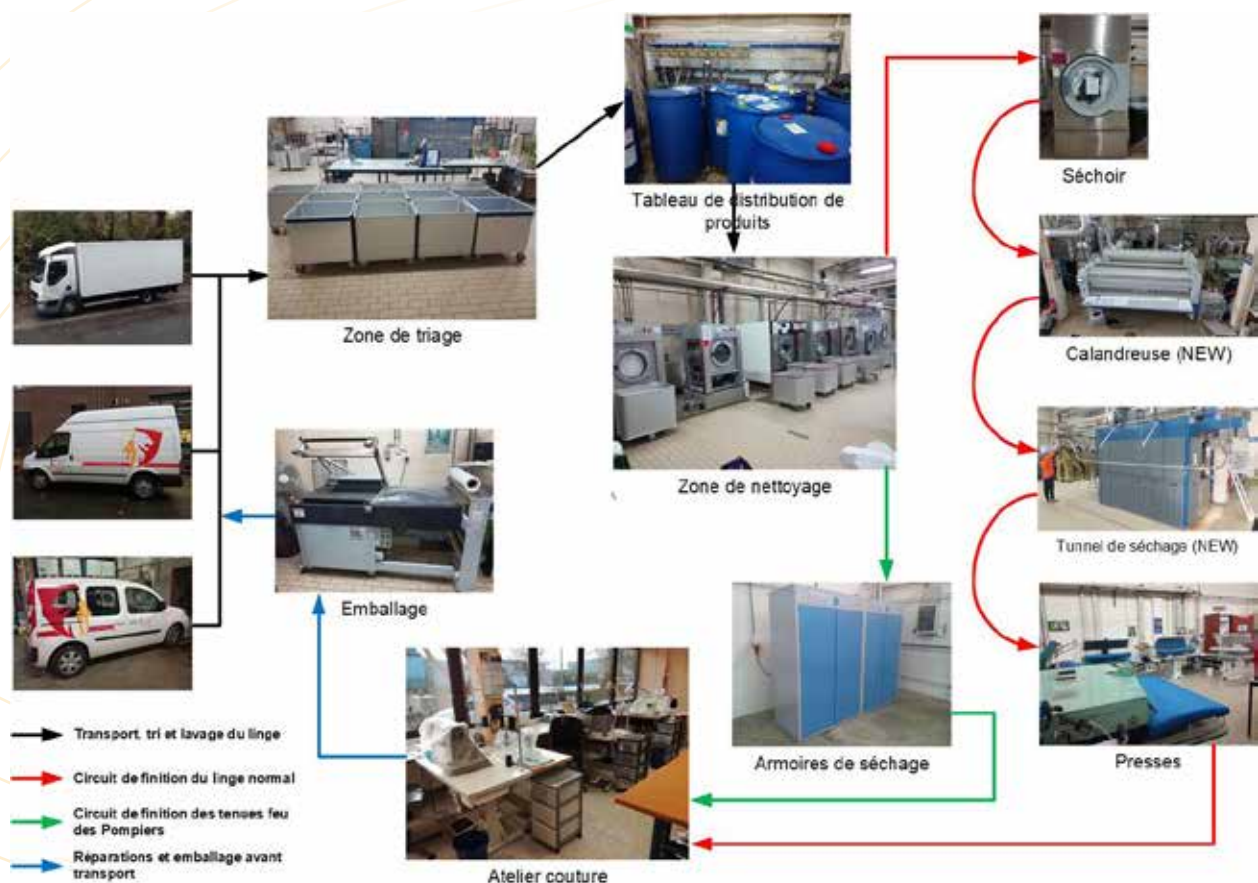 Tableau de distribution de
produits
Séchoir
Zone de triage
Calandreuse (NEW)
Zone de nettoyage
Tunnel de séchage (NEW)
Emballage
Armoires de séchage
Presses
Atelier couture
Transport, tri et lavage du linge
Circuit de finition du linge normal
Circuit de finition des tenues feu
des Pompiers
Réparations et emballage avant
transport